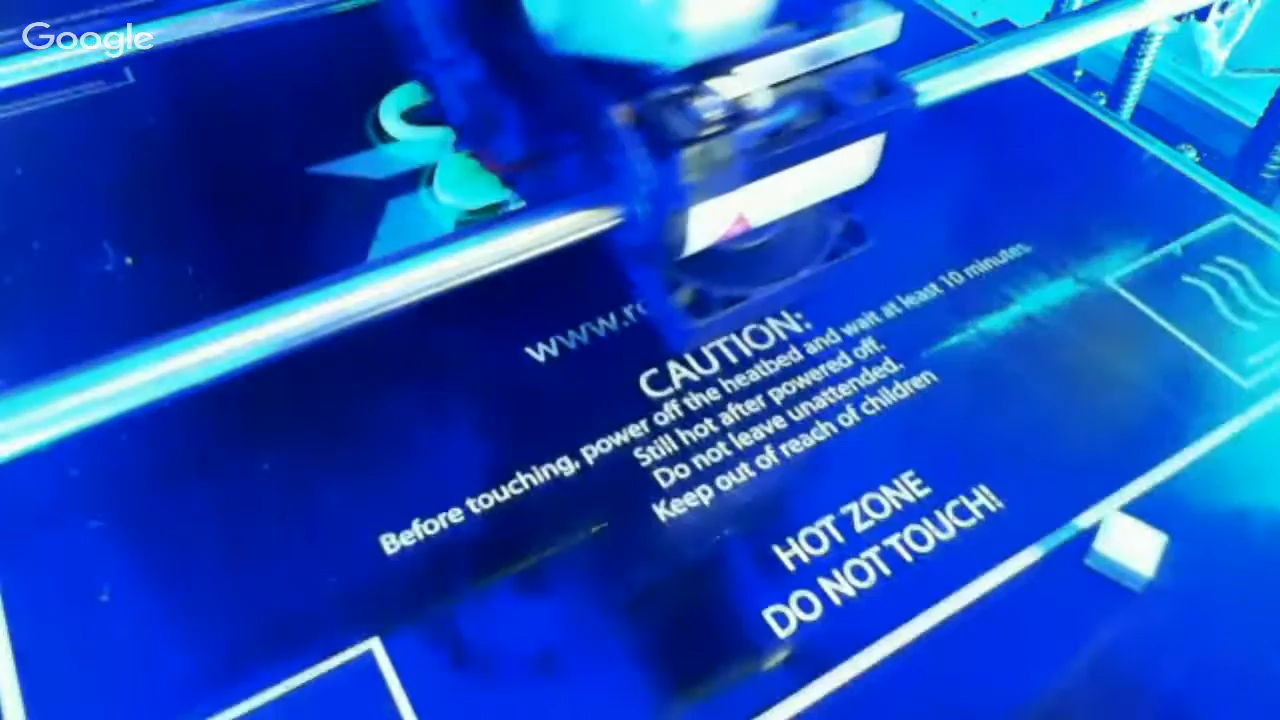 Google
www.r
CAUTION:
Before touching, power off the heatbed and wait at least 10 minutes.
Still hot after powered off.
Do not leave unattended.
Keep out of reach of children
HOT ZONE
DO NOT TOUCH!